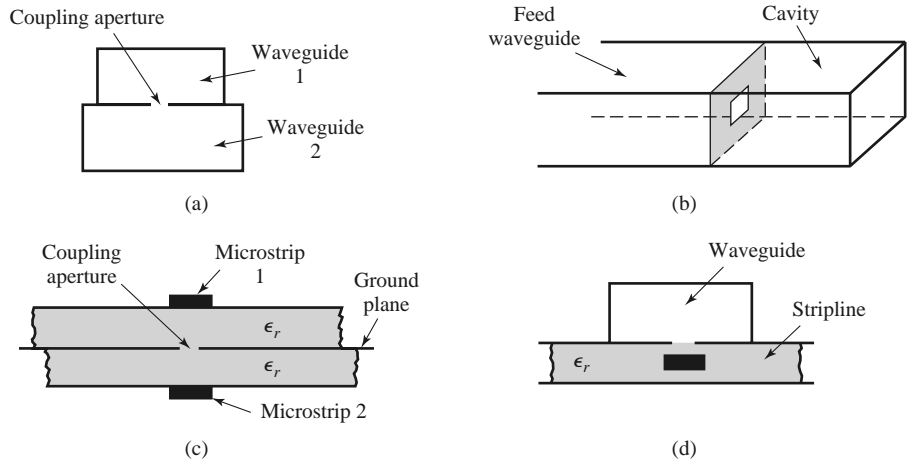 Coupling aperture
Waveguide
1
Waveguide
2
(a)
Feed
waveguide
Cavity
(b)
Coupling
aperture
Microstrip
1
Ground
plane
ϵr
ϵr
Microstrip 2
(c)
Waveguide
Stripline
ϵr
(d)